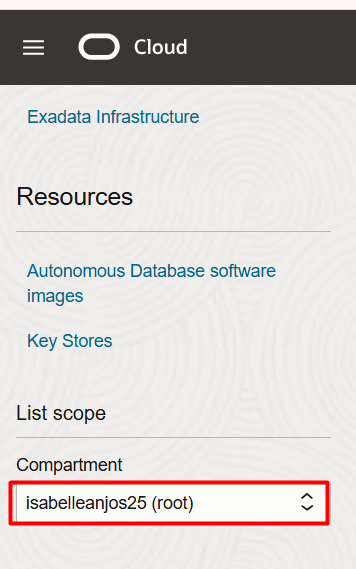 Cloud
Exadata Infrastructure
Resources
Autonomous Database software
images
Key Stores
List scope
Compartment
isabelleanjos25 (root)